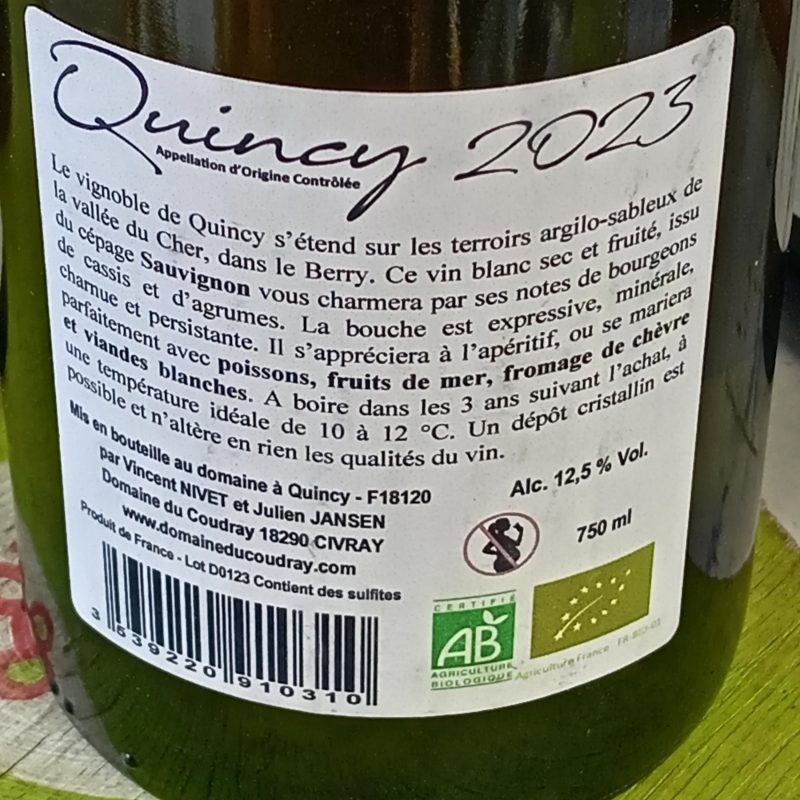 Quincy 2023
Appellation d'Origine Contrôlée
Le vignoble de Quincy s'étend sur les terroirs argilo-sableux de
la vallée du Cher, dans le Berry. Ce vin blanc sec et fruité, issu
du cépage Sauvignon vous charmera par ses notes de bourgeons
de cassis et d'agrumes. La bouche est expressive, minérale,
charnue et persistante. Il s'appréciera à l'apéritif, ou se mariera
parfaitement avec poissons, fruits de mer, fromage de chèvre
et viandes blanches. A boire dans les 3 ans suivant l'achat, à
une température idéale de 10 à 12 °C. Un dépôt cristallin est
possible et n'altère en rien les qualités du vin.
Mis en bouteille au domaine à Quincy - F18120
par Vincent NIVET et Julien JANSEN
Domaine du Coudray 18290 CIVRAY
www.domaineducoudray.com
Produit de France - Lot D0123 Contient des sulfites
Alc. 12,5 % Vol.
750 ml
3 539220 910310
CERTIFIÉ
AB
AGRICULTURE
BIOLOGIQUE
Agriculture France